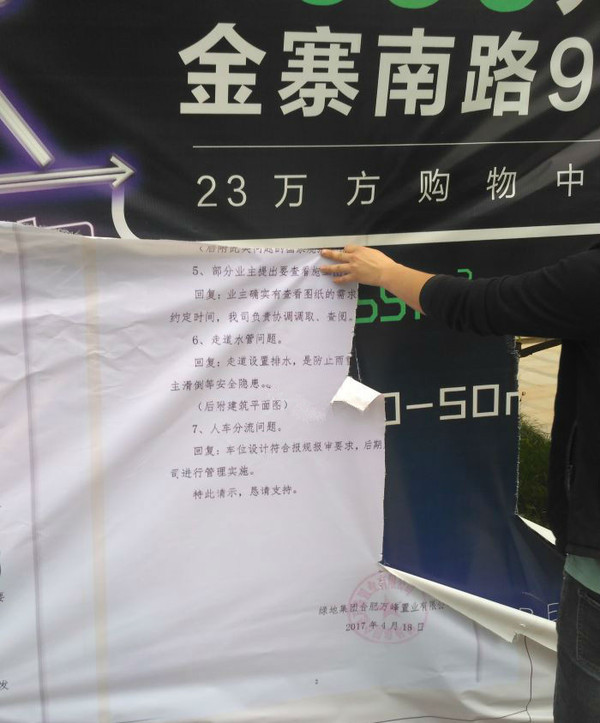 金寨南路9
23万方购物中
5、部分业主提出要查看
回复：业主确实有查看图纸的需求
约定时间，我司负责协调调取、查阅。
6、走道水管问题。
回复：走道设置排水，是防止雨
主滑倒等安全隐患。
（后附建筑平面图）
7、人车分流问题。
回复：车位设计符合报规报审要求，后期
司进行管理实施。
特此请示，恳请支持。
绿地集团合肥万峰置业有限
2017年4月18日
2
59
0-50
发